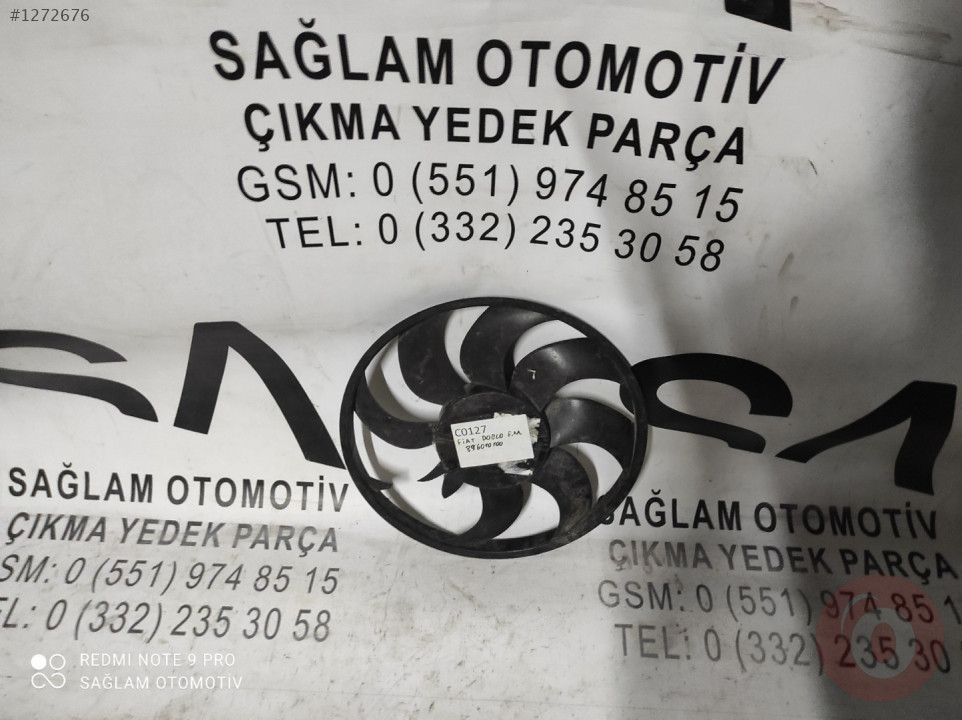 #1272676
SAĞLAM OTOMOTİV
ÇIKMA YEDEK PARÇA
GSM: 0 (551) 974 85 15
TEL: 0 (332) 235 30 58
C0127
FİAT DOBLO FAN
SAĞLAM OTOMOTİV
ÇIKMA YEDEK PARÇA
SM: 0 (551) 974 85 15
EL: 0 (332) 235 30 58
SAĞLAM OTOMOTİV
ÇIKMA YEDEK PARÇA
GSM: 0 (551) 974 85 1
TEL: 0 (332) 235 30
REDMI NOTE 9 PRO
SAĞLAM OTOMOTİV